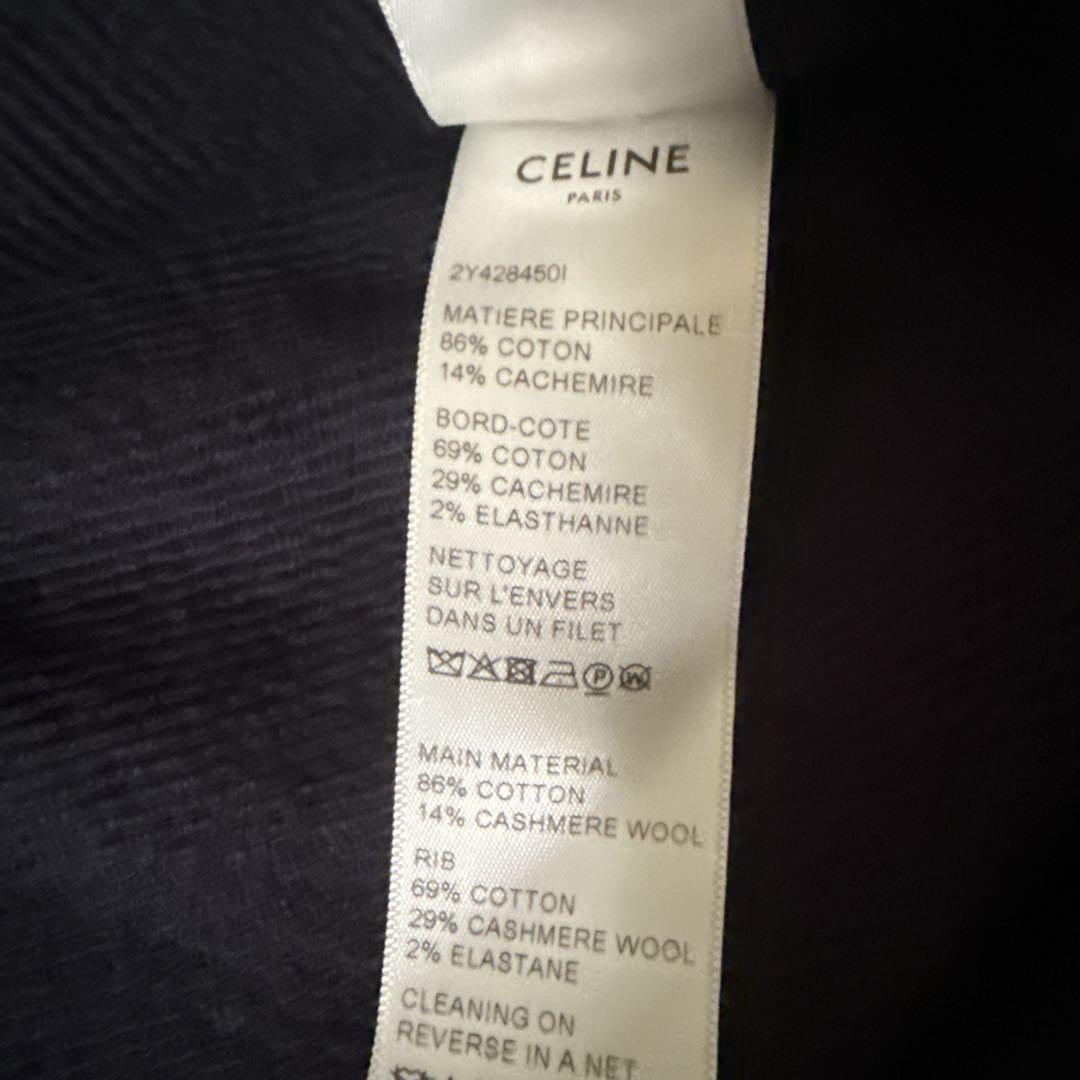 CELINE
PARIS
2Y428450I
MATIERE PRINCIPALE
86% COTON
14% CACHEMIRE
BORD-COTE
69% COTON
29% CACHEMIRE
2% ELASTHANNE
NETTOYAGE
SUR L'ENVERS
DANS UN FILET
P W
MAIN MATERIAL
86% COTTON
14% CASHMERE WOOL
RIB
69% COTTON
29% CASHMERE WOOL
2% ELASTANE
CLEANING ON
REVERSE IN A NET